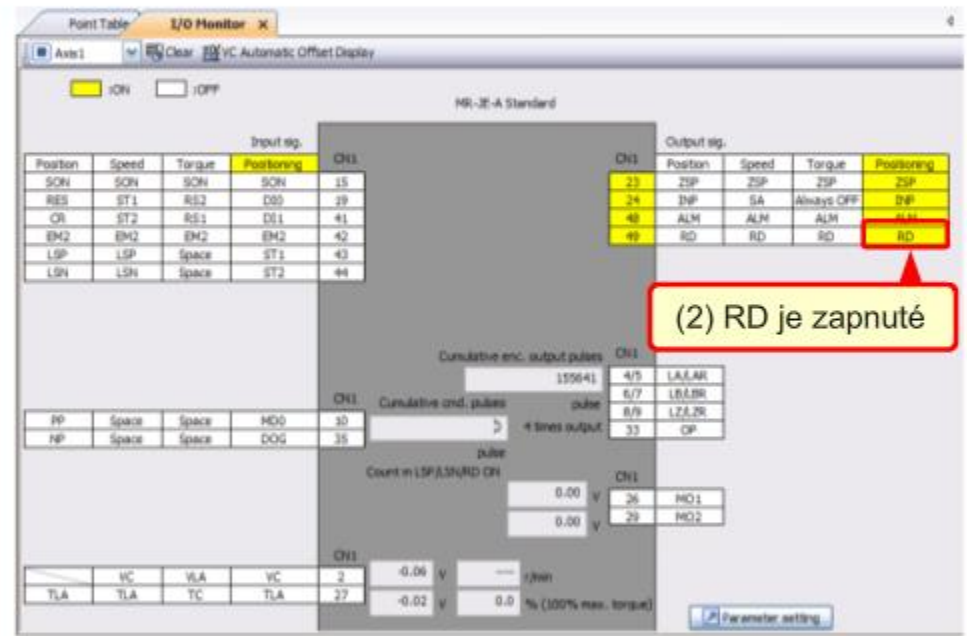 Point Table I/O Monitor ×
Axis1 Clear VC Automatic Offset Display
:ON :OFF
MR-JE-A Standard
Input sig. Output sig.
Position Speed Torque Positioning CN1 CN1 Position Speed Torque Positioning
SON SON SON SON 15 23 ZSP ZSP ZSP ZSP
RES ST1 RS2 DI0 19 24 INP SA Always OFF INP
CR ST2 RS1 DI1 41 48 ALM ALM ALM ALM
EM2 EM2 EM2 EM2 42 49 RD RD RD RD
LSP LSP Space ST1 43
LSN LSN Space ST2 44
(2) RD je zapnuté
Cumulative enc. output pulses CN1
155641 4/5 LA/LAR
CN1 Cumulative cmd. pulses pulse 6/7 LB/LBR
PP Space Space MD0 10 4 times output 8/9 LZ/LZR
NP Space Space DOG 35 33 OP
pulse
Count in LSP/LSN/RD ON CN1
0.00 V 26 MO1
0.00 V 29 MO2
CN1
VC VLA VC 2 -0.06 V ---- r/min
TLA TLA TC TLA 27 -0.02 V 0.0 % (100% max. torque)
Parameter setting